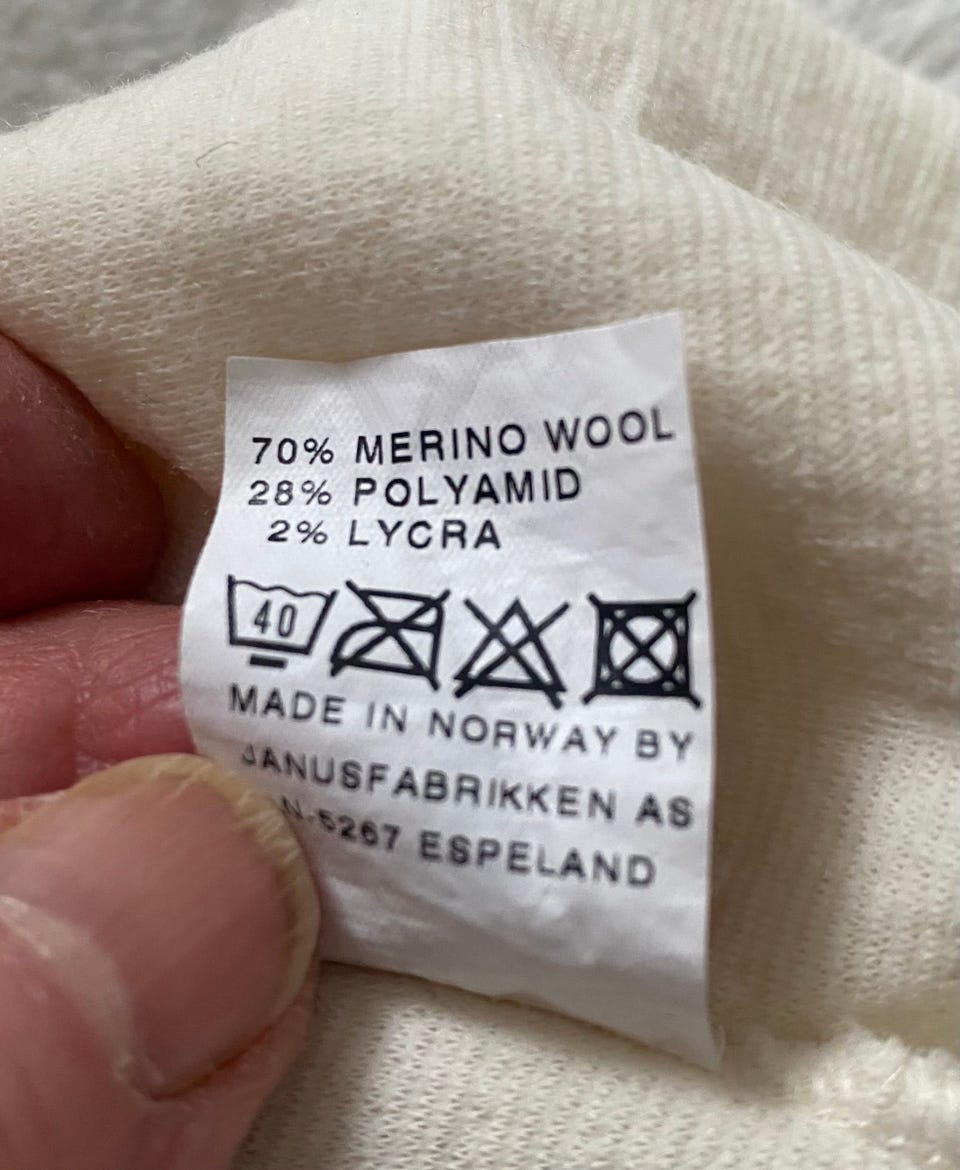 70% MERINO WOOL
28% POLYAMID
2% LYCRA
40
MADE IN NORWAY BY
JANUSFABRIKKEN AS
N-5267 ESPELAND